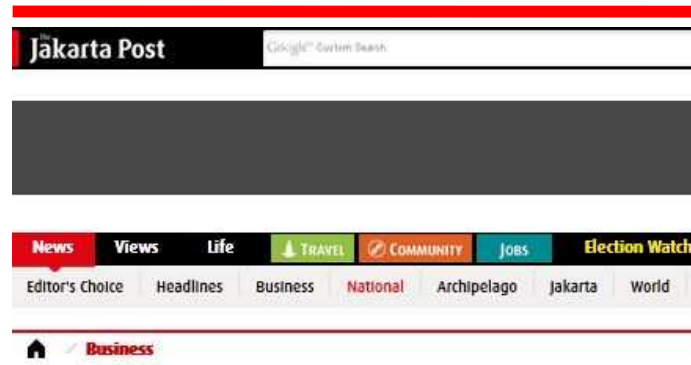 The Jakarta Post
Google™ Custom Search
News Views Life TRAVEL COMMUNITY JOBS Election Watch
Editor's Choice Headlines Business National Archipelago Jakarta World
Business